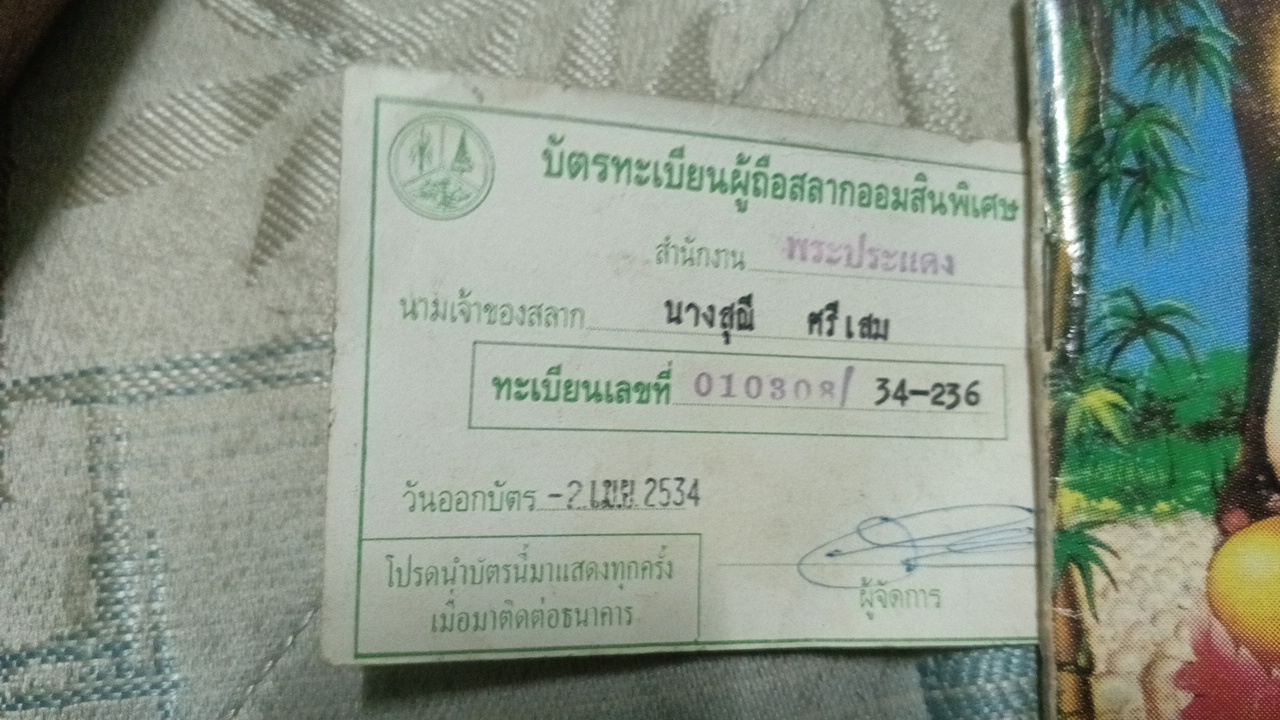 บัตรทะเบียนผู้ถือสลากออมสินพิเศษ
สำนักงาน พระประแดง
นามเจ้าของสลาก นางสุณี ศรีเสม
ทะเบียนเลขที่ 010308/ 34-236
วันออกบัตร -2 เมย 2534
โปรดนำบัตรนี้มาแสดงทุกครั้ง
เมื่อมาติดต่อธนาคาร
ผู้จัดการ